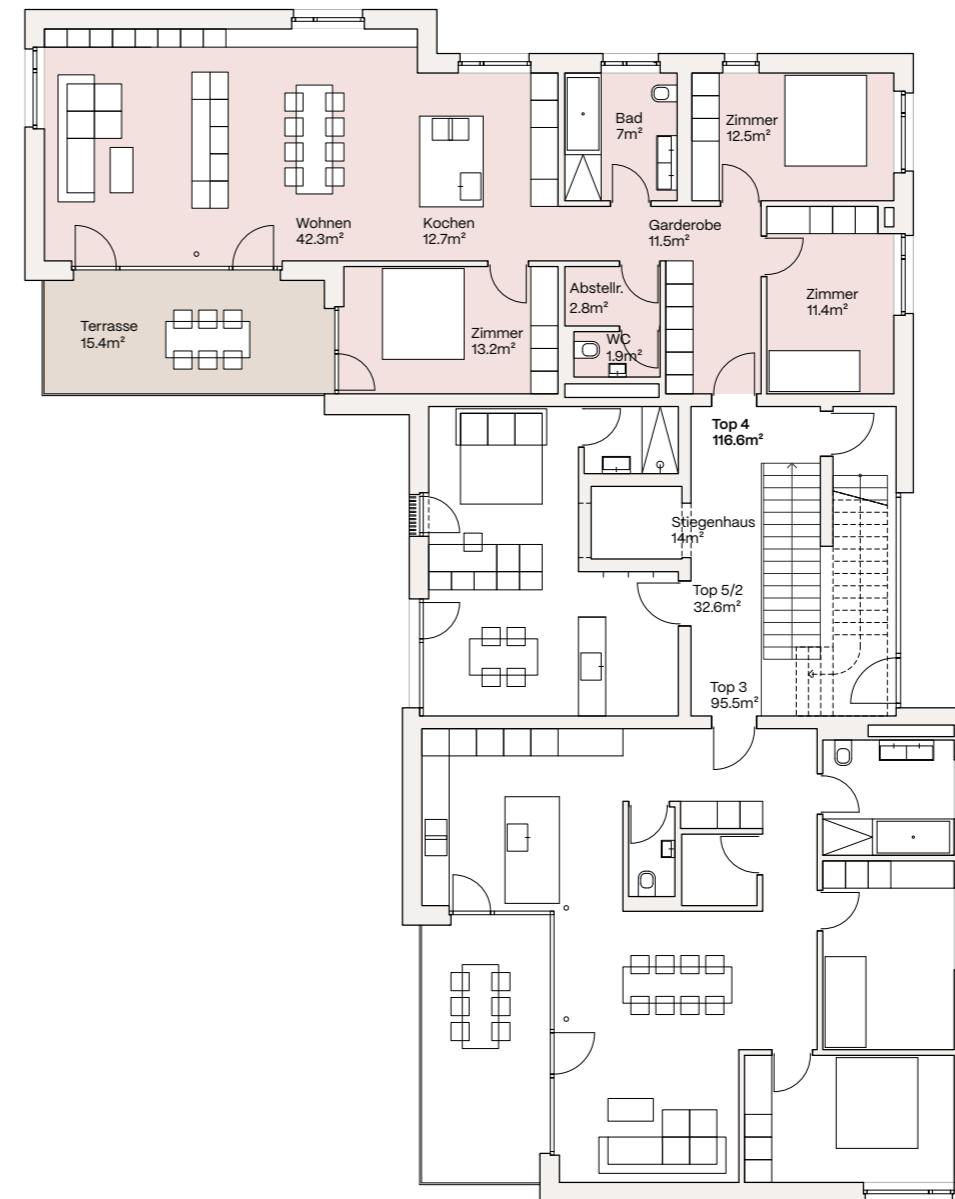 Bad
7m²
Zimmer
12.5m²
Wohnen
42.3m²
Kochen
12.7m²
Garderobe
11.5m²
Abstellr.
2.8m²
Zimmer
11.4m²
Terrasse
15.4m²
Zimmer
13.2m²
WC
1.9m²
Top 4
116.6m²
Stiegenhaus
14m²
Top 5/2
32.6m²
Top 3
95.5m²